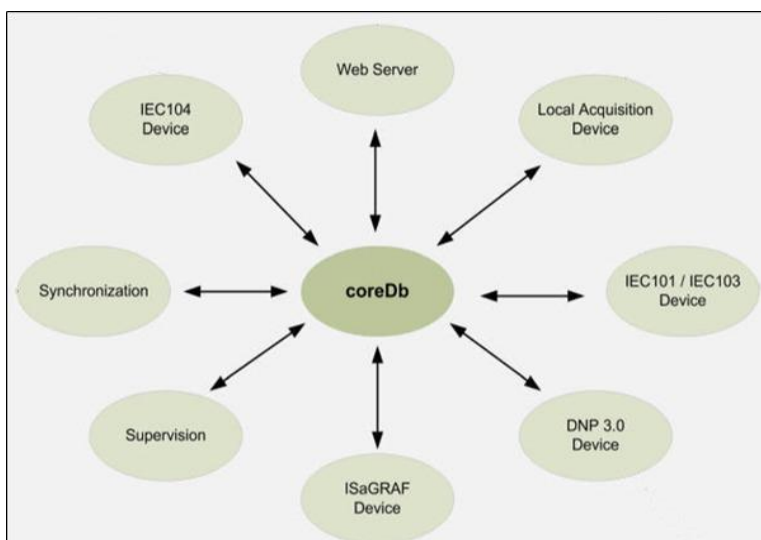 Web Server
IEC104
Device
Local Acquisition
Device
Synchronization
coreDb
IEC101 / IEC103
Device
Supervision
DNP 3.0
Device
ISaGRAF
Device